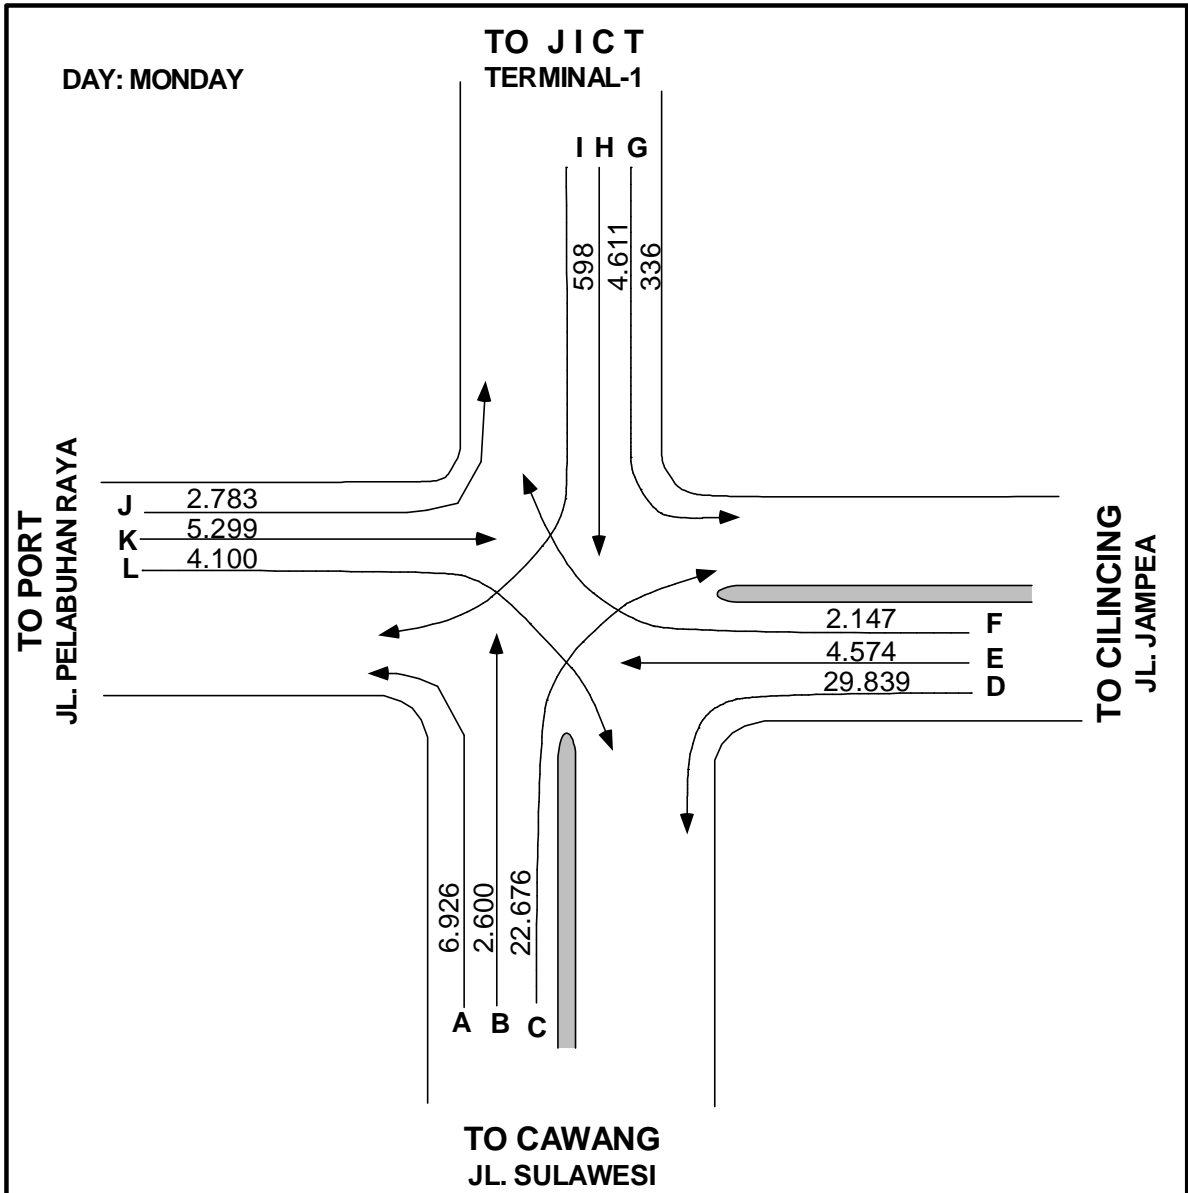 TO J I C T
TERMINAL-1
DAY: MONDAY
I H G
598
4.611
336
TO PORT
JL. PELABUHAN RAYA
J 2.783
K 5.299
L 4.100
2.147 F
4.574 E
29.839 D
TO CILINCING
JL. JAMPEA
6.926
2.600
22.676
A B C
TO CAWANG
JL. SULAWESI